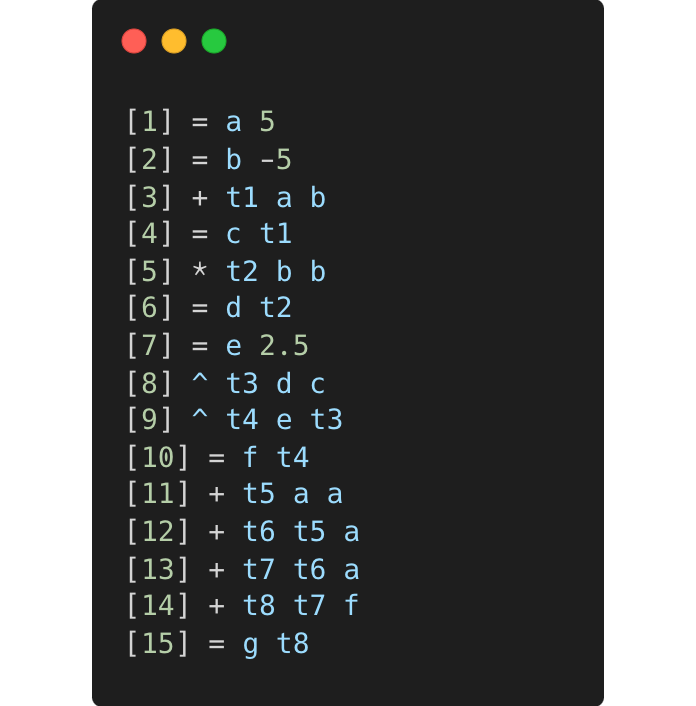 [1] = a 5
[2] = b -5
[3] + t1 a b
[4] = c t1
[5] * t2 b b
[6] = d t2
[7] = e 2.5
[8] ^ t3 d c
[9] ^ t4 e t3
[10] = f t4
[11] + t5 a a
[12] + t6 t5 a
[13] + t7 t6 a
[14] + t8 t7 f
[15] = g t8